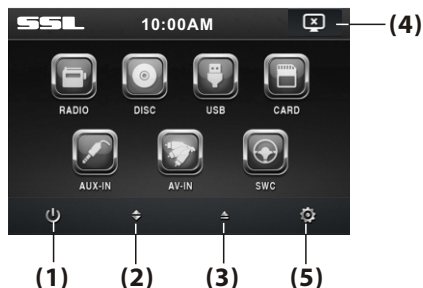 SSL 10:00AM (4)
RADIO DISC USB CARD
AUX-IN AV-IN SWC
(1) (2) (3) (5)